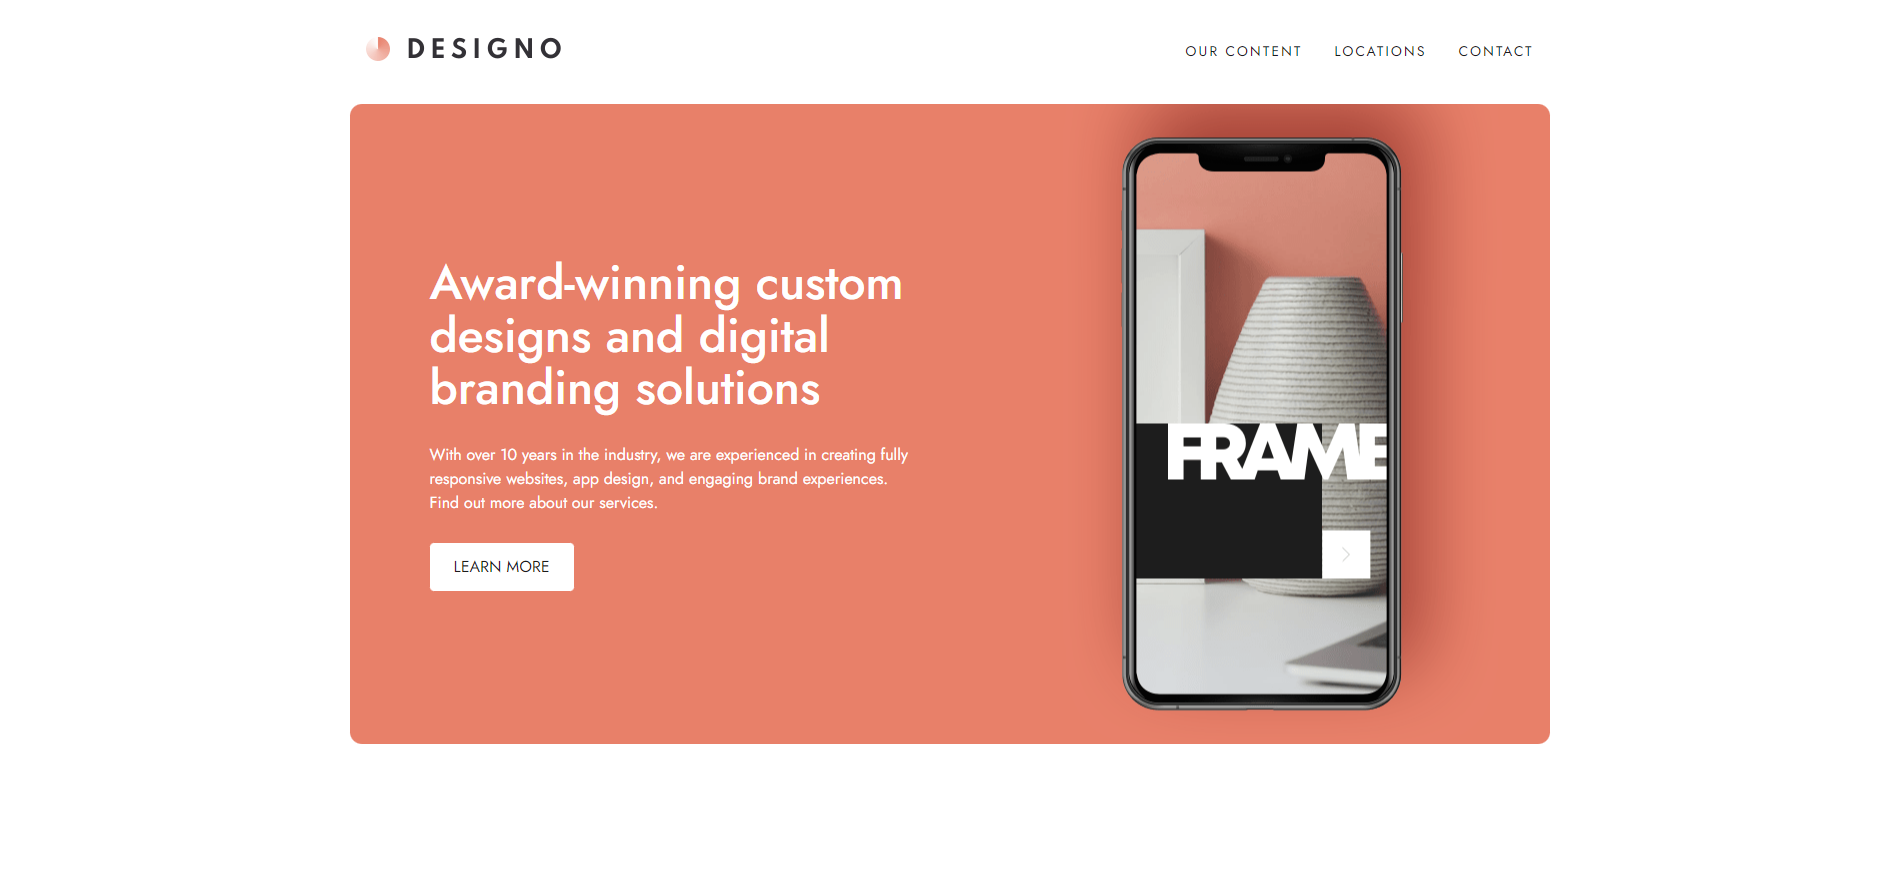 DESIGNO
OUR CONTENT LOCATIONS CONTACT
Award-winning custom
designs and digital
branding solutions
With over 10 years in the industry, we are experienced in creating fully
responsive websites, app design, and engaging brand experiences.
Find out more about our services.
LEARN MORE
FRAME